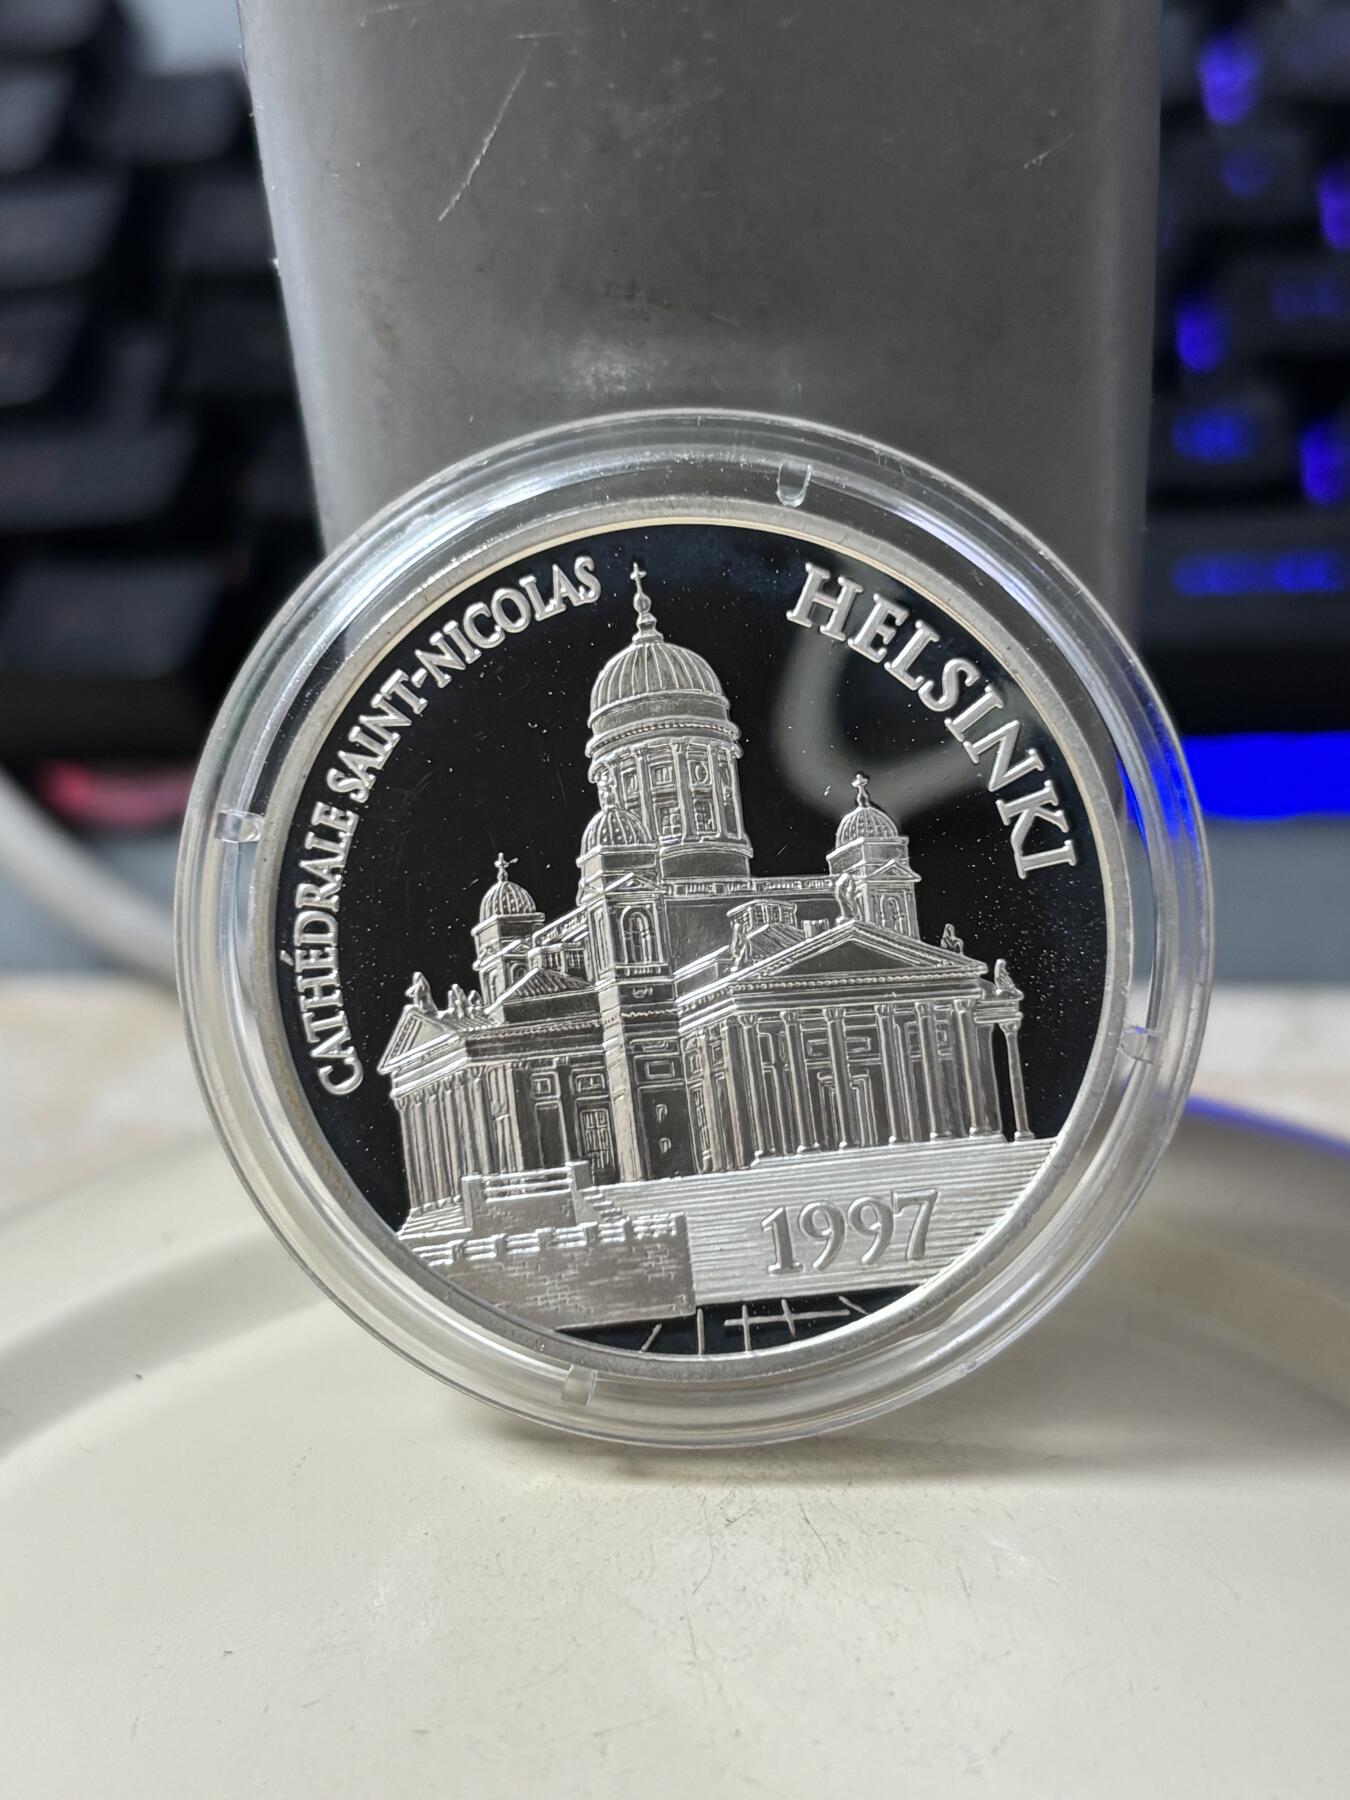 CATHÉDRALE SAINT-NICOLAS
HELSINKI
1997